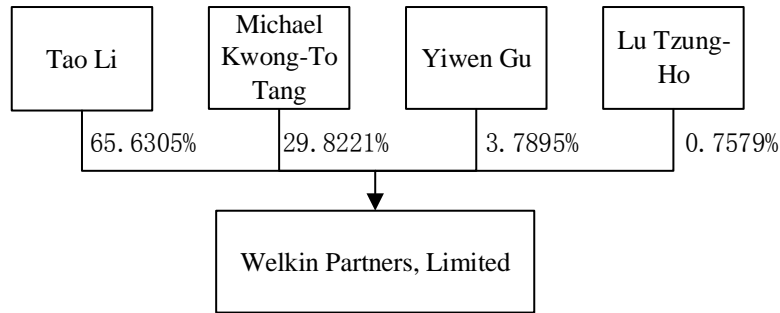 Tao Li
Michael
Kwong-To
Tang
Yiwen Gu
Lu Tzung-
Ho
65.6305%
29.8221%
3.7895%
0.7579%
Welkin Partners, Limited